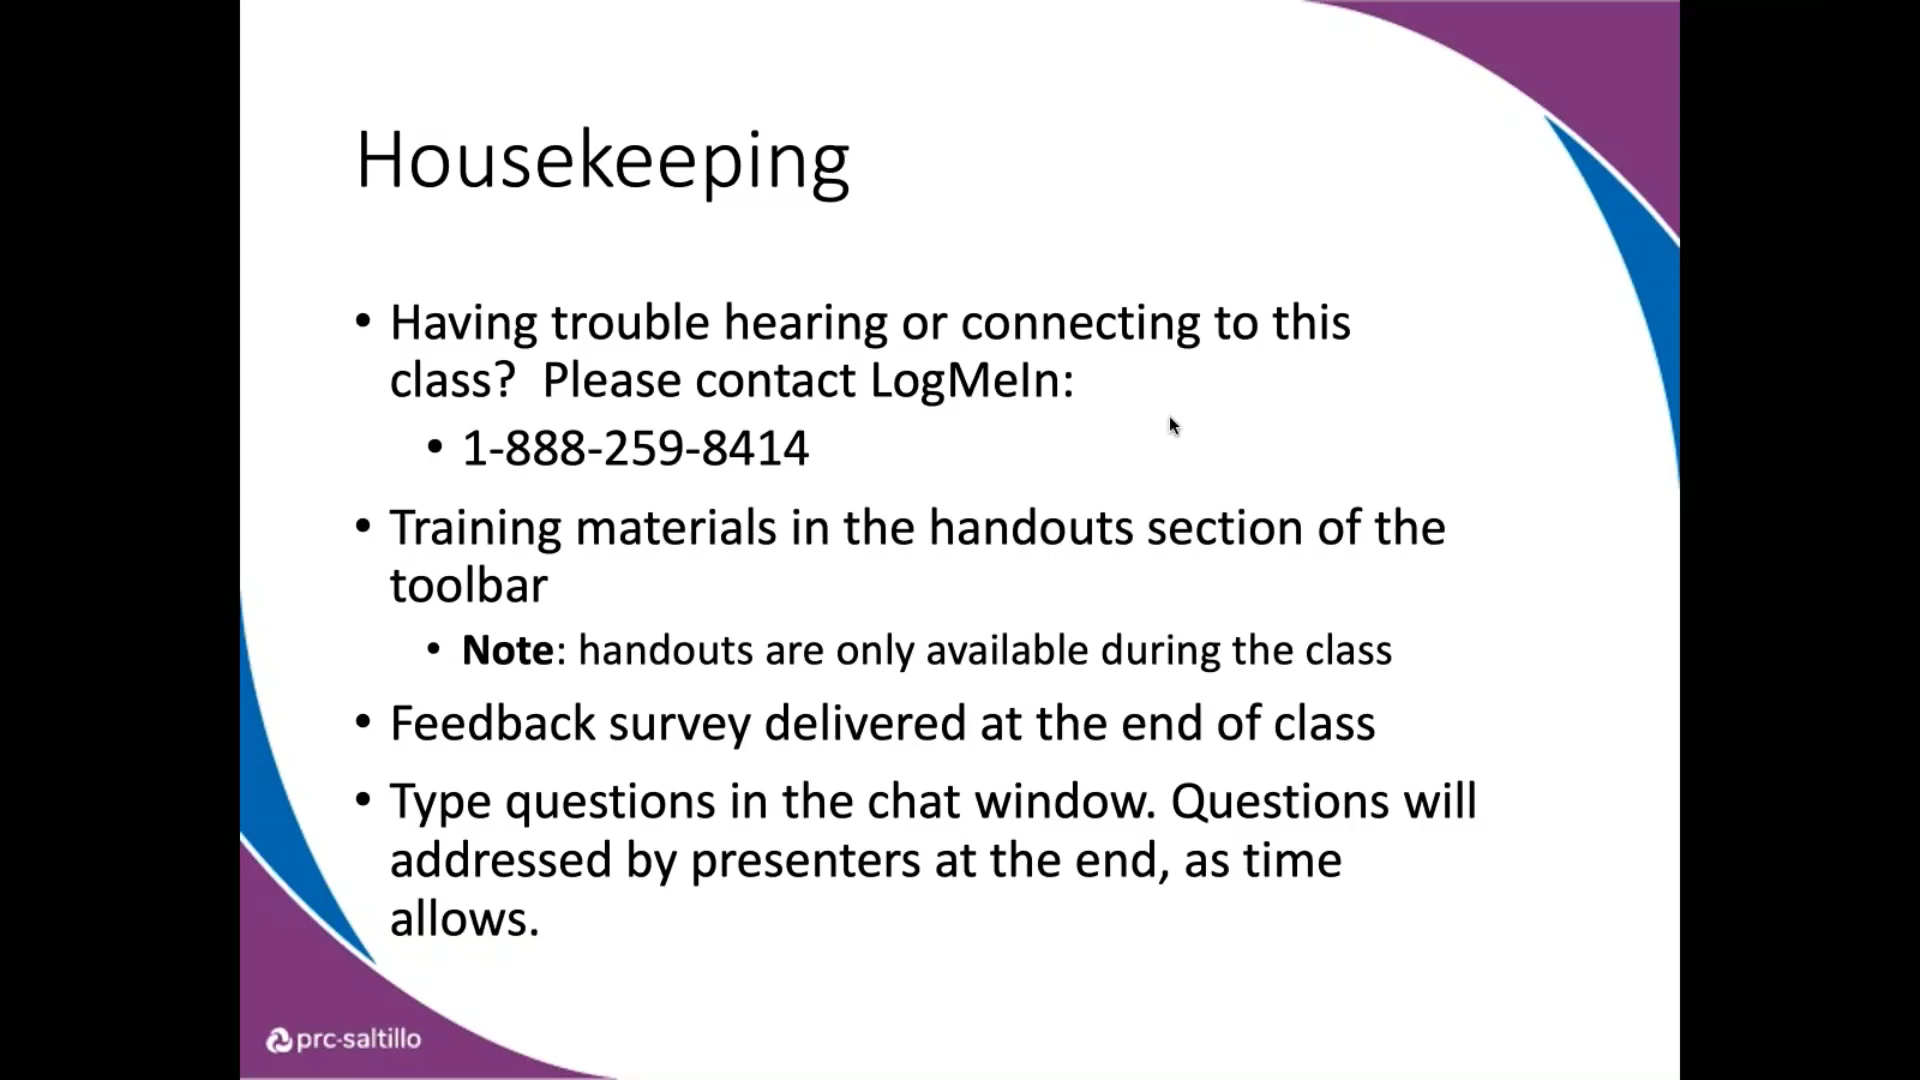 Housekeeping
• Having trouble hearing or connecting to this
class?  Please contact LogMeIn:
• 1-888-259-8414
• Training materials in the handouts section of the
toolbar
• Note: handouts are only available during the class
• Feedback survey delivered at the end of class
• Type questions in the chat window. Questions will
addressed by presenters at the end, as time
allows.
prc-saltillo